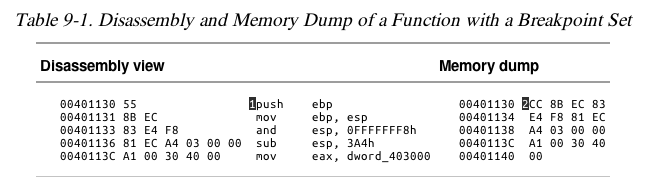 Table 9-1. Disassembly and Memory Dump of a Function with a Breakpoint Set
Disassembly view Memory dump
00401130 55 1push ebp 00401130 2CC 8B EC 83
00401131 8B EC mov ebp, esp 00401134 E4 F8 81 EC
00401133 83 E4 F8 and esp, 0FFFFFFF8h 00401138 A4 03 00 00
00401136 81 EC A4 03 00 00 sub esp, 3A4h 0040113C A1 00 30 40
0040113C A1 00 30 40 00 mov eax, dword_403000 00401140 00